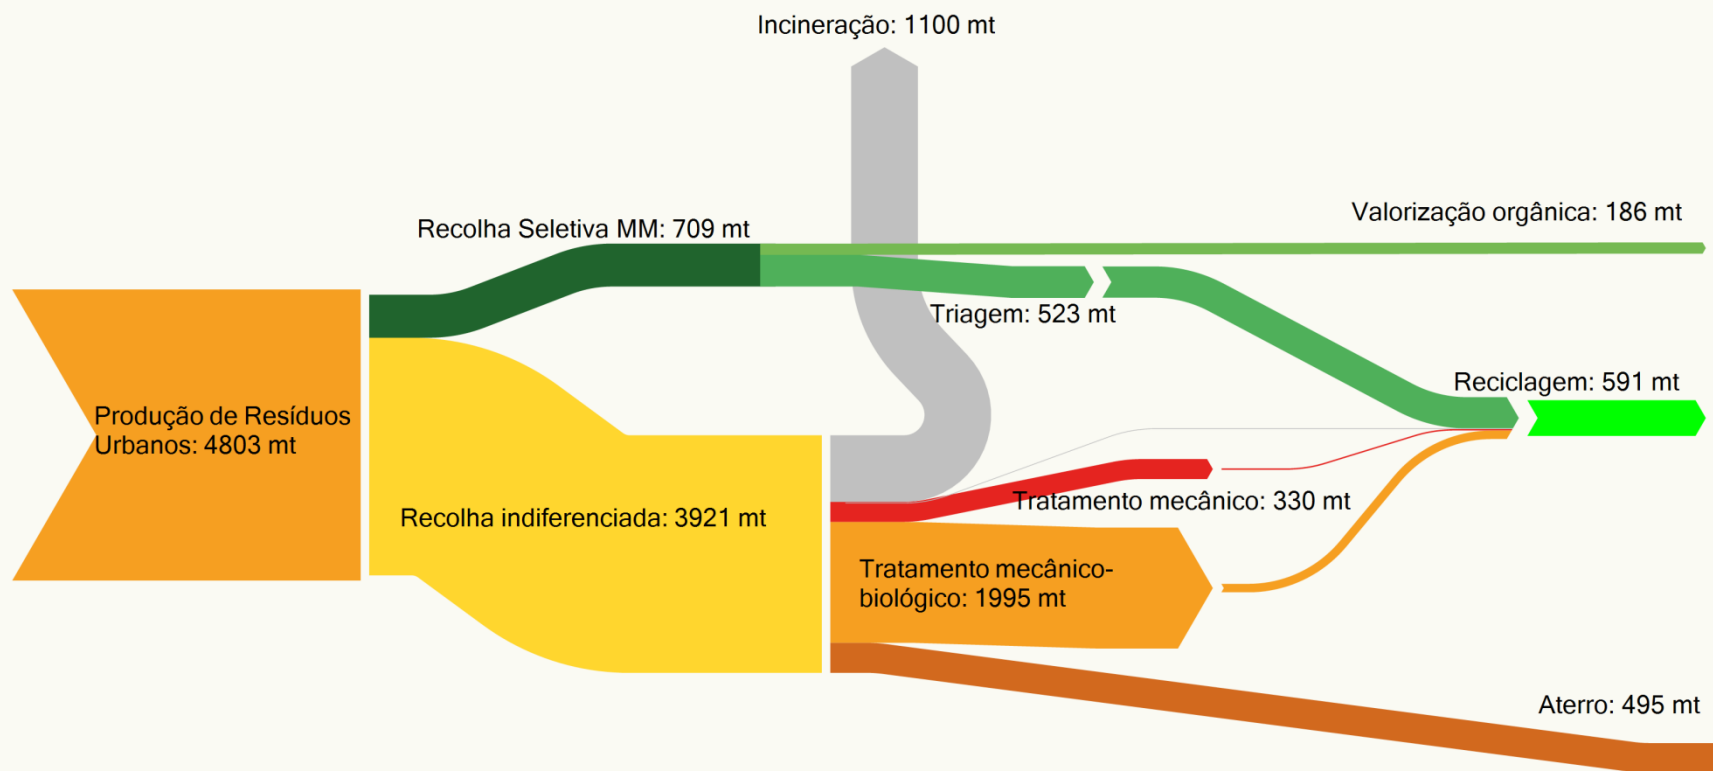 Incineração: 1100 mt
Valorização orgânica: 186 mt
Recolha Seletiva MM: 709 mt
Triagem: 523 mt
Reciclagem: 591 mt
Produção de Resíduos
Urbanos: 4803 mt
Tratamento mecânico: 330 mt
Recolha indiferenciada: 3921 mt
Tratamento mecânico-
biológico: 1995 mt
Aterro: 495 mt